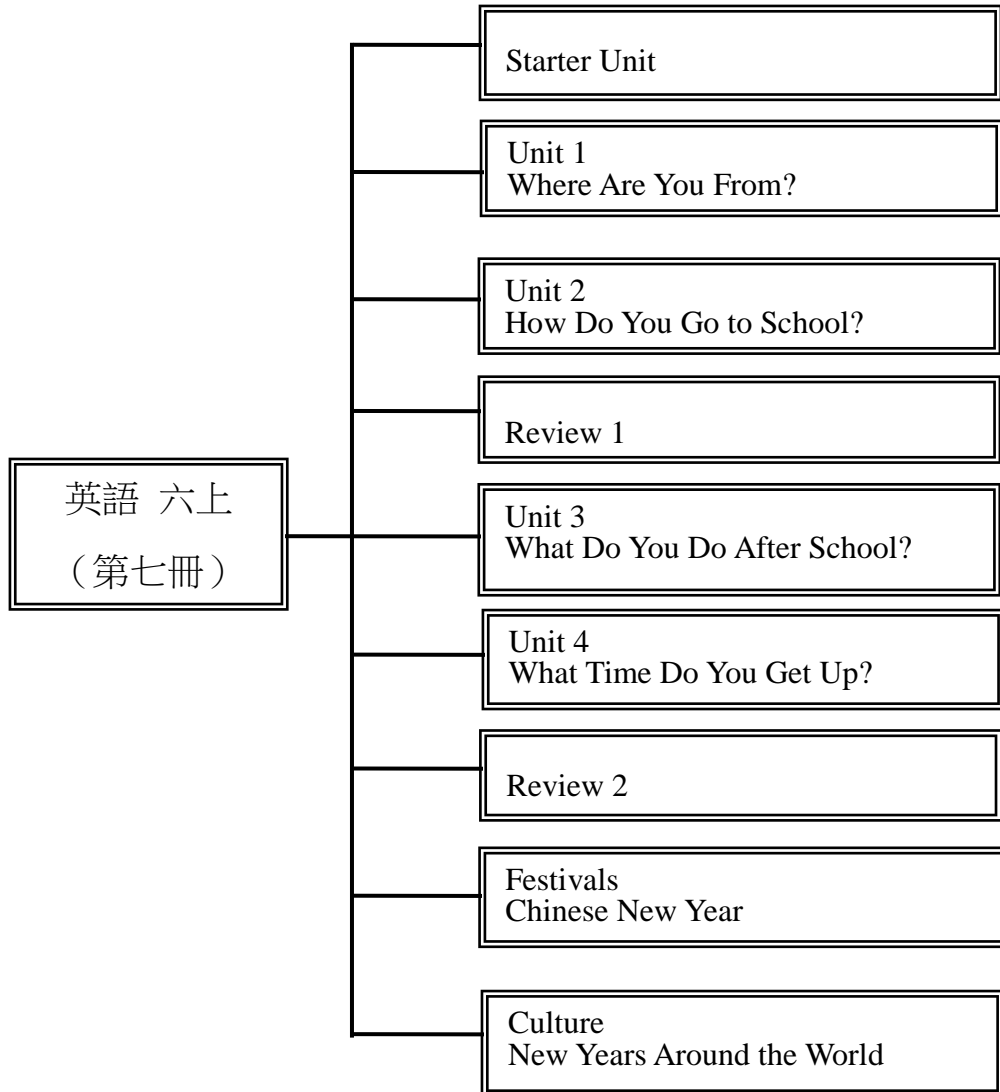 Starter Unit
Unit 1
Where Are You From?
Unit 2
How Do You Go to School?
Review 1
英語 六上
（第七冊）
Unit 3
What Do You Do After School?
Unit 4
What Time Do You Get Up?
Review 2
Festivals
Chinese New Year
Culture
New Years Around the World